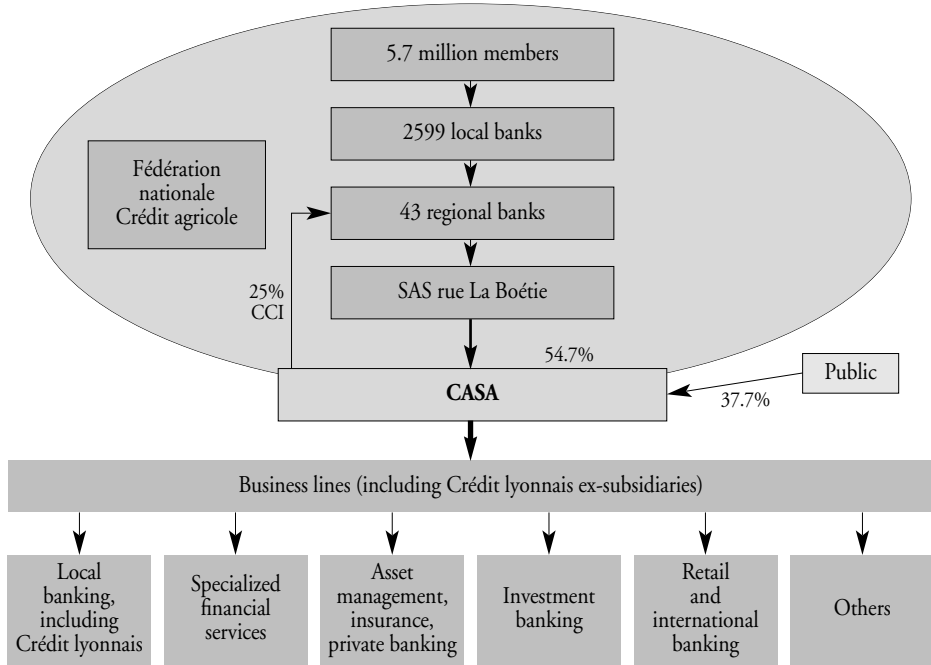 5.7 million members
2599 local banks
Fédération
nationale
Crédit agricole
43 regional banks
25%
CCI
SAS rue La Boétie
54.7%
CASA
Public
37.7%
Business lines (including Crédit lyonnais ex-subsidiaries)
Local
banking,
including
Crédit lyonnais
Specialized
financial
services
Asset
management,
insurance,
private banking
Investment
banking
Retail
and
international
banking
Others